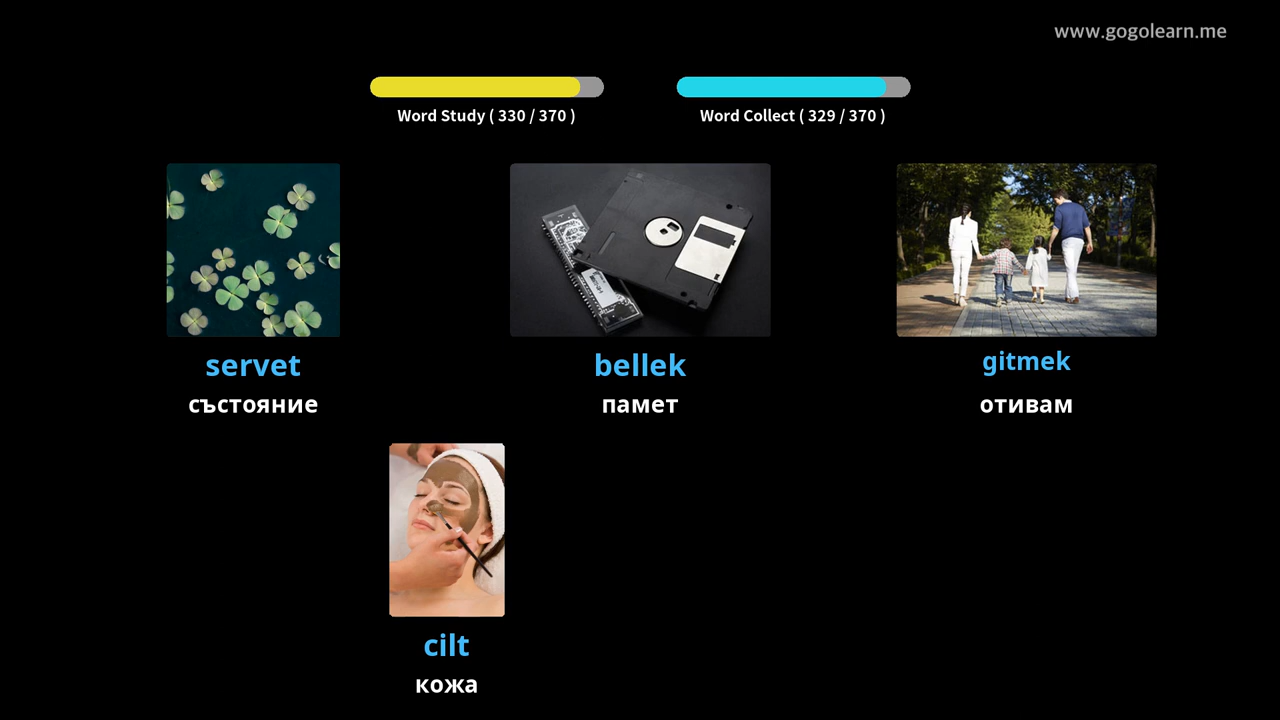 www.gogolearn.me
Word Study ( 330 / 370 )
Word Collect ( 329 / 370 )
servet
bellek
gitmek
състояние
памет
отивам
cilt
кожа